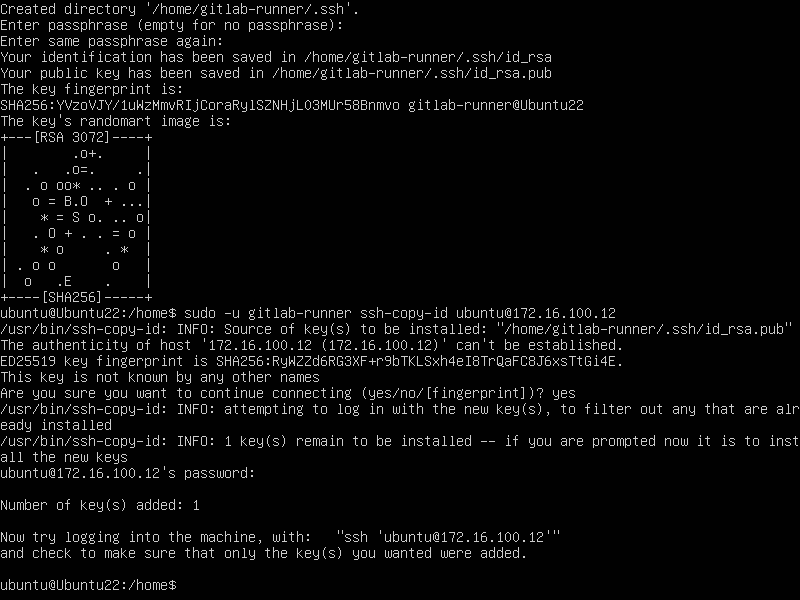 Created directory '/home/gitlab-runner/.ssh'.
Enter passphrase (empty for no passphrase):
Enter same passphrase again:
Your identification has been saved in /home/gitlab-runner/.ssh/id_rsa
Your public key has been saved in /home/gitlab-runner/.ssh/id_rsa.pub
The key fingerprint is:
SHA256:YVzoVJY/1uWzMmvRIjCoraRylSZNHjLO3MUr58Bnmvo gitlab-runner@Ubuntu22
The key's randomart image is:
+---[RSA 3072]----+
|        .o+.     |
|   .   .o=.     .|
|  . o oo* .. . o |
|   o = B.O  + ...|
|    * = S o. .. o|
|   . O + . . = o |
|    * o     . *  |
| . o o       o   |
|  o   .E    .    |
+----[SHA256]-----+
ubuntu@Ubuntu22:/home$ sudo -u gitlab-runner ssh-copy-id ubuntu@172.16.100.12
/usr/bin/ssh-copy-id: INFO: Source of key(s) to be installed: "/home/gitlab-runner/.ssh/id_rsa.pub"
The authenticity of host '172.16.100.12 (172.16.100.12)' can't be established.
ED25519 key fingerprint is SHA256:RyWZZd6RG3XF+r9bTKLSxh4eI8TrQaFC8J6xsTtGi4E.
This key is not known by any other names
Are you sure you want to continue connecting (yes/no/[fingerprint])? yes
/usr/bin/ssh-copy-id: INFO: attempting to log in with the new key(s), to filter out any that are alr
eady installed
/usr/bin/ssh-copy-id: INFO: 1 key(s) remain to be installed -- if you are prompted now it is to inst
all the new keys
ubuntu@172.16.100.12's password:

Number of key(s) added: 1

Now try logging into the machine, with:   "ssh 'ubuntu@172.16.100.12'"
and check to make sure that only the key(s) you wanted were added.

ubuntu@Ubuntu22:/home$